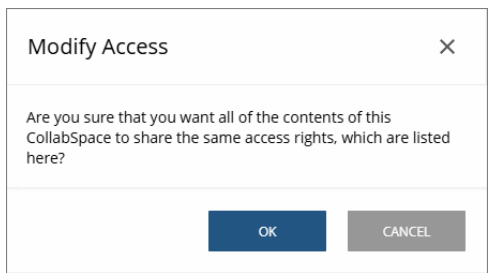 Modify Access
Are you sure that you want all of the contents of this
CollabSpace to share the same access rights, which are listed
here?
OK
CANCEL